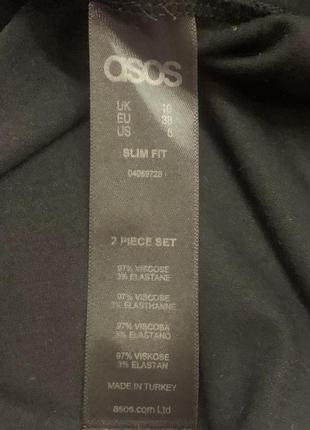 asos
UK 10
EU 38
US 6
SLIM FIT
2 PIECE SET
97% VISCOSE
3% ELASTANE
97% VISCOSE
3% ELASTHANNE
97% VISCOSA
3% ELASTANO
97% VISKOSE
3% ELASTAN
MADE IN TURKEY
asos.com Ltd